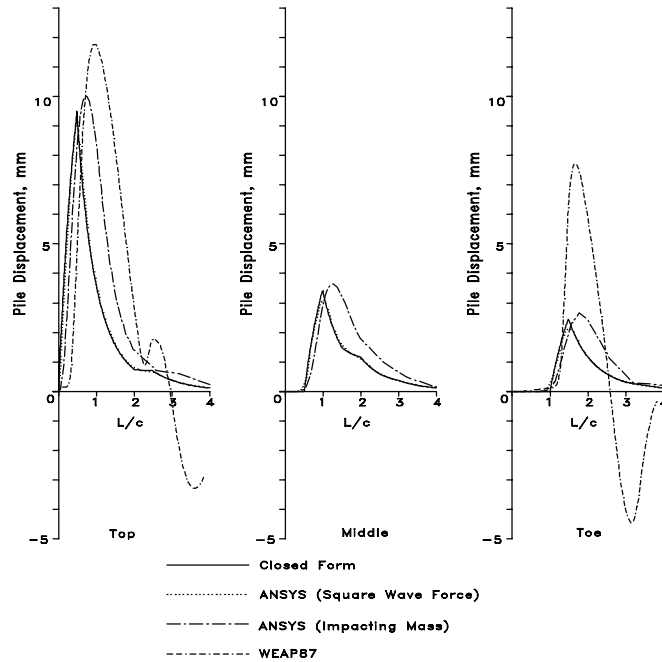 Pile Displacement, mm
10
5
0
-5
1 2 3 4
L/c
Top
Pile Displacement, mm
10
5
0
-5
1 2 3 4
L/c
Middle
Pile Displacement, mm
10
5
0
-5
1 2 3 4
L/c
Toe
Closed Form
ANSYS (Square Wave Force)
ANSYS (Impacting Mass)
WEAP87